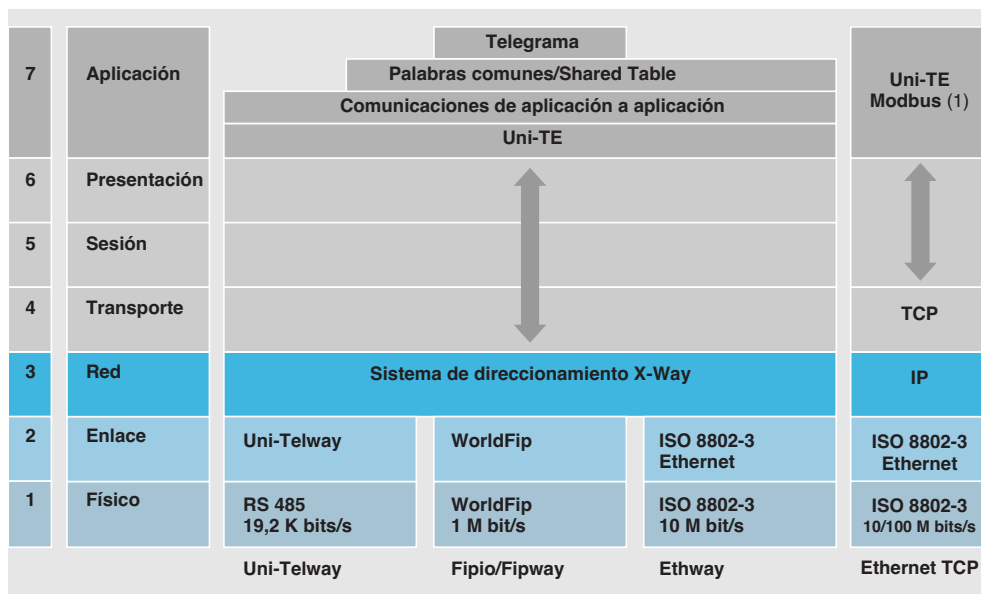 7
Aplicación
Telegrama
Palabras comunes/Shared Table
Comunicaciones de aplicación a aplicación
Uni-TE
Uni-TE
Modbus (1)
6
Presentación
5
Sesión
4
Transporte
TCP
3
Red
Sistema de direccionamiento X-Way
IP
2
Enlace
Uni-Telway
WorldFip
ISO 8802-3
Ethernet
ISO 8802-3
Ethernet
1
Físico
RS 485
19,2 K bits/s
WorldFip
1 M bit/s
ISO 8802-3
10 M bit/s
ISO 8802-3
10/100 M bits/s
Uni-Telway
Fipio/Fipway
Ethway
Ethernet TCP